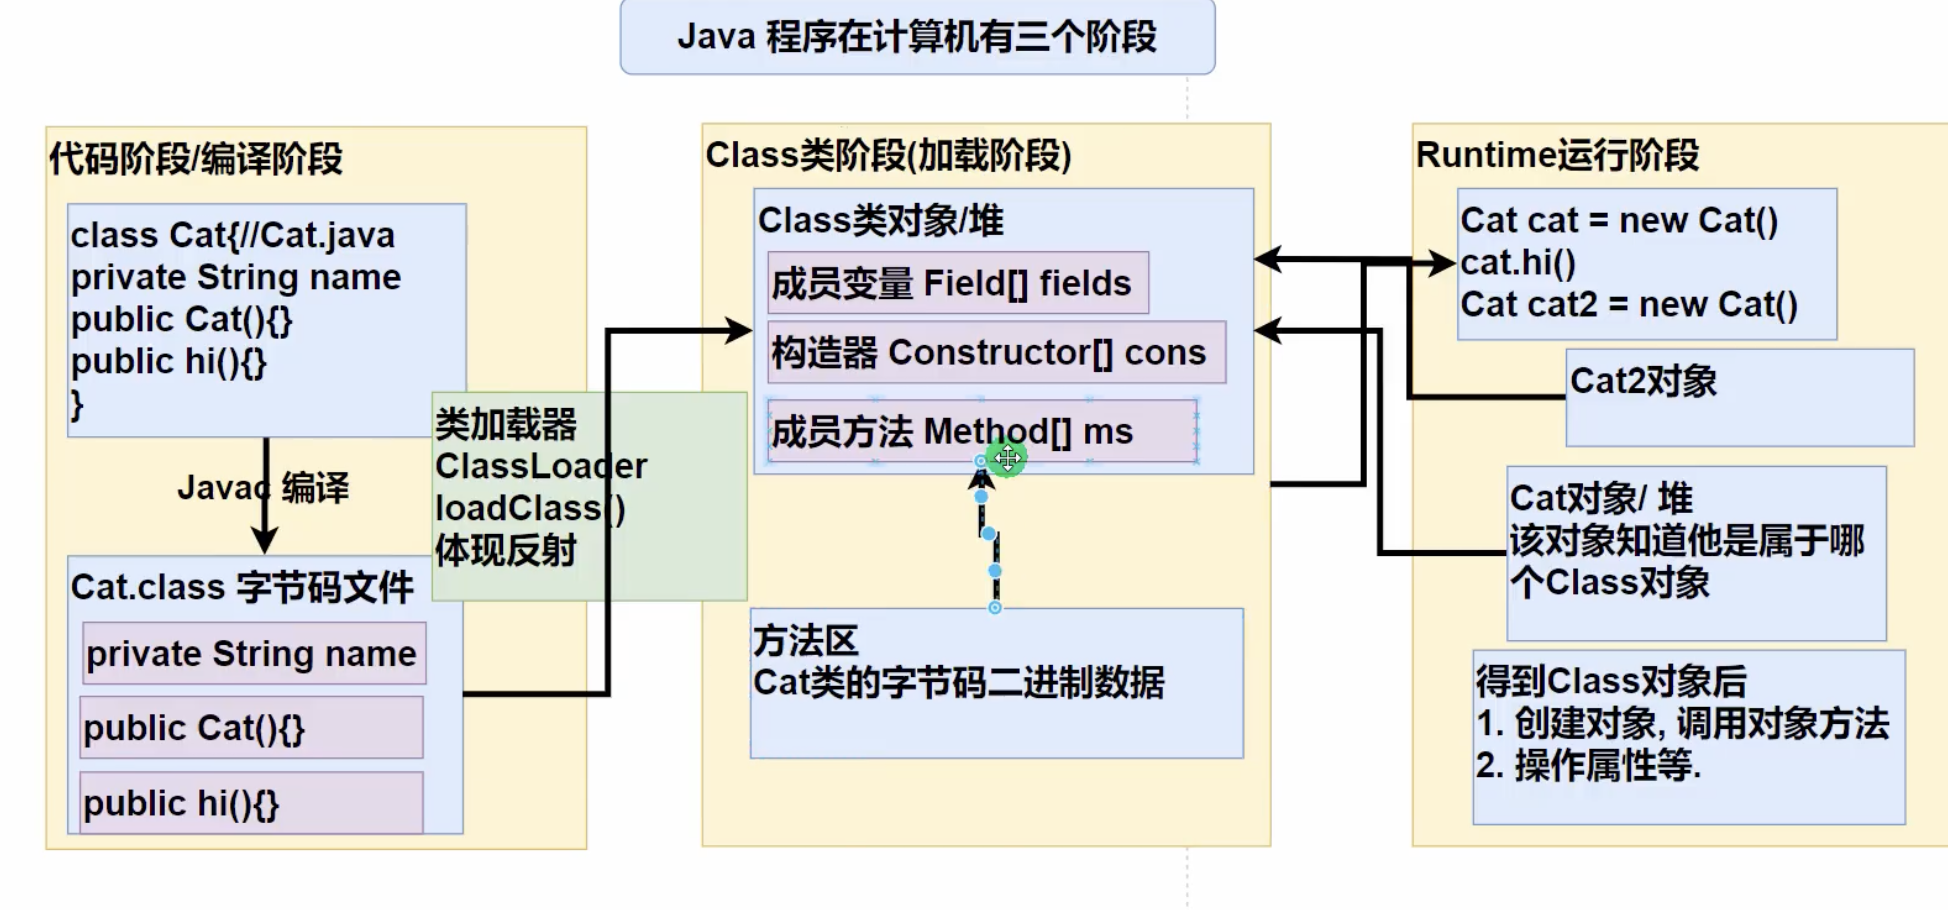 Java 程序在计算机有三个阶段
代码阶段/编译阶段
class Cat{//Cat.java
private String name
public Cat(){}
public hi(){}
}
Javac 编译
Cat.class 字节码文件
private String name
public Cat(){}
public hi(){}
类加载器
ClassLoader
loadClass()
体现反射
Class类阶段(加载阶段)
Class类对象/堆
成员变量 Field[] fields
构造器 Constructor[] cons
成员方法 Method[] ms
方法区
Cat类的字节码二进制数据
Runtime运行阶段
Cat cat = new Cat()
cat.hi()
Cat cat2 = new Cat()
Cat2对象
Cat对象/ 堆
该对象知道他是属于哪
个Class对象
得到Class对象后
1. 创建对象, 调用对象方法
2. 操作属性等.